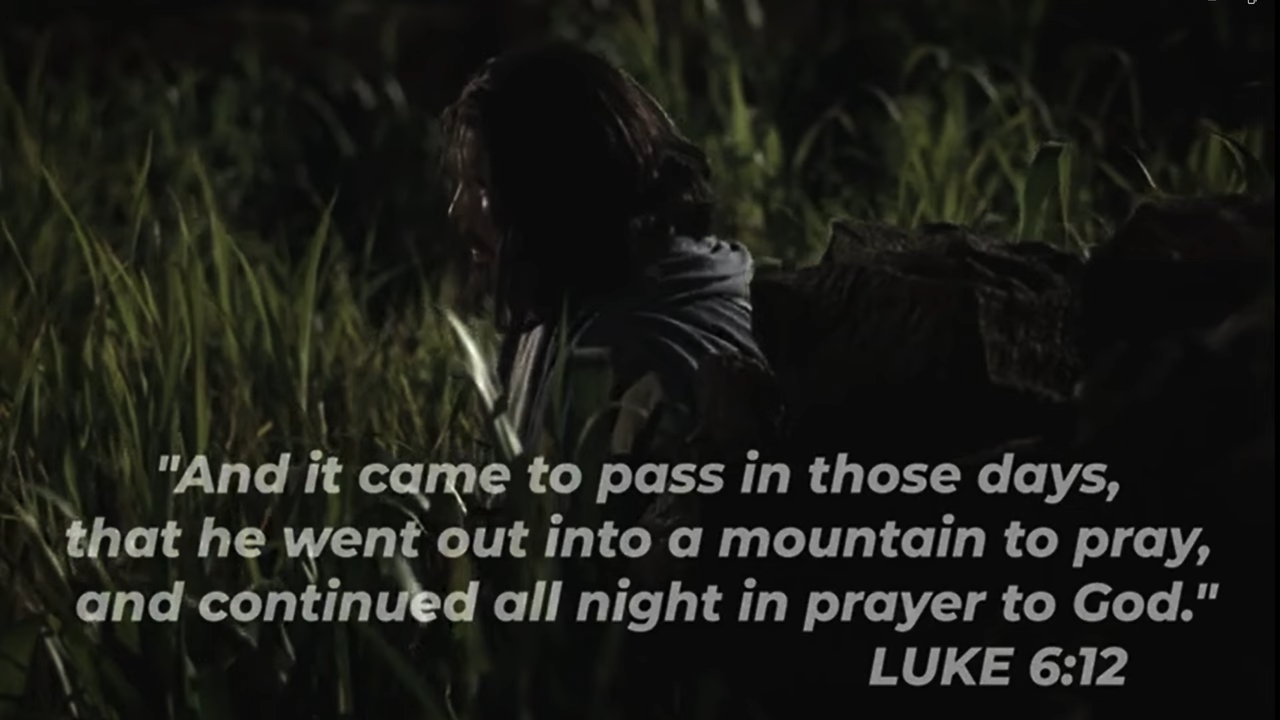 "And it came to pass in those days,
that he went out into a mountain to pray,
and continued all night in prayer to God."
LUKE 6:12